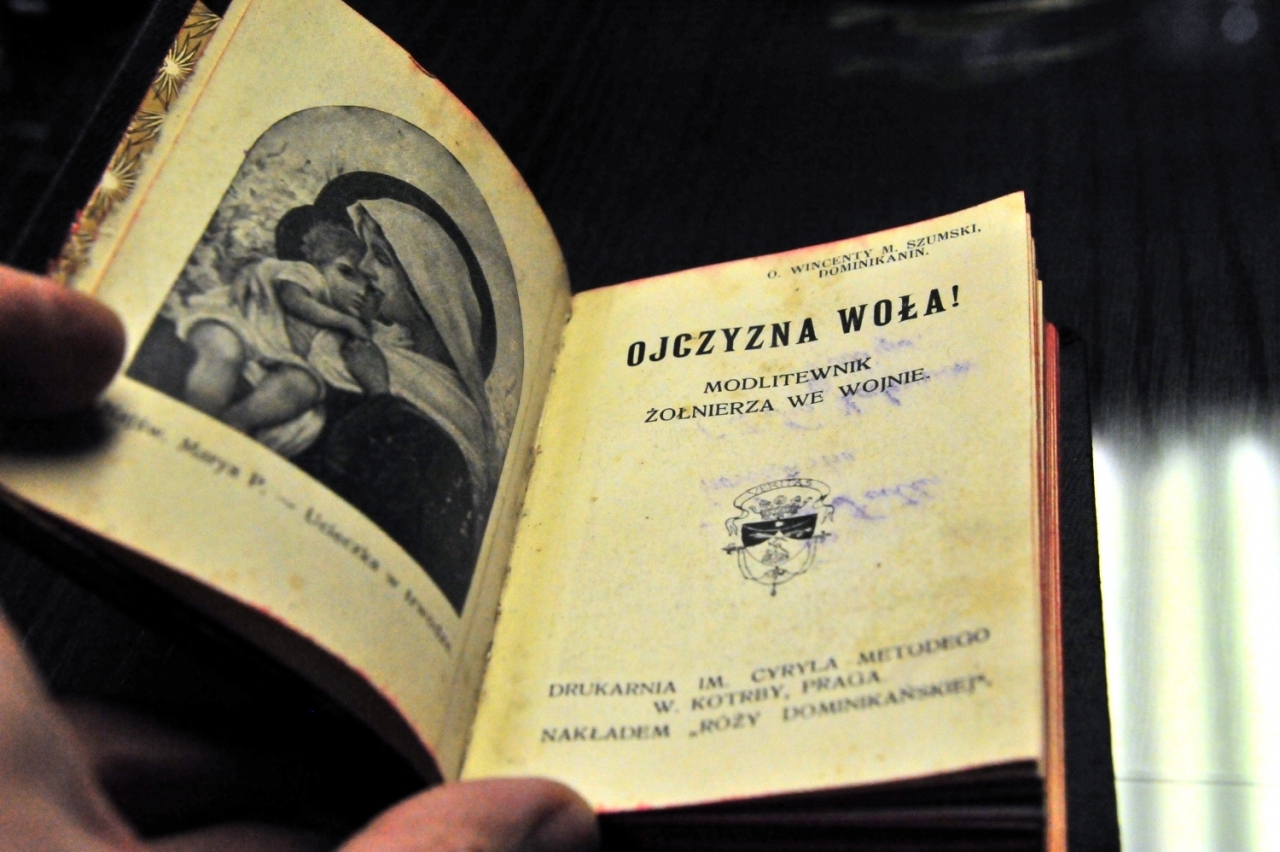 Marya P. — Ucieczka w
O. WINCENTY M. SZUMSKI,
DOMINIKANIN.
OJCZYZNA WOŁA!
MODLITEWNIK
ŻOŁNIERZA WE WOJNIE.
VERITAS
DRUKARNIA IM. CYRYLA METODEGO
W. KOTRBY, PRAGA
NAKŁADEM „RÓŻY DOMINIKAŃSKIEJ".